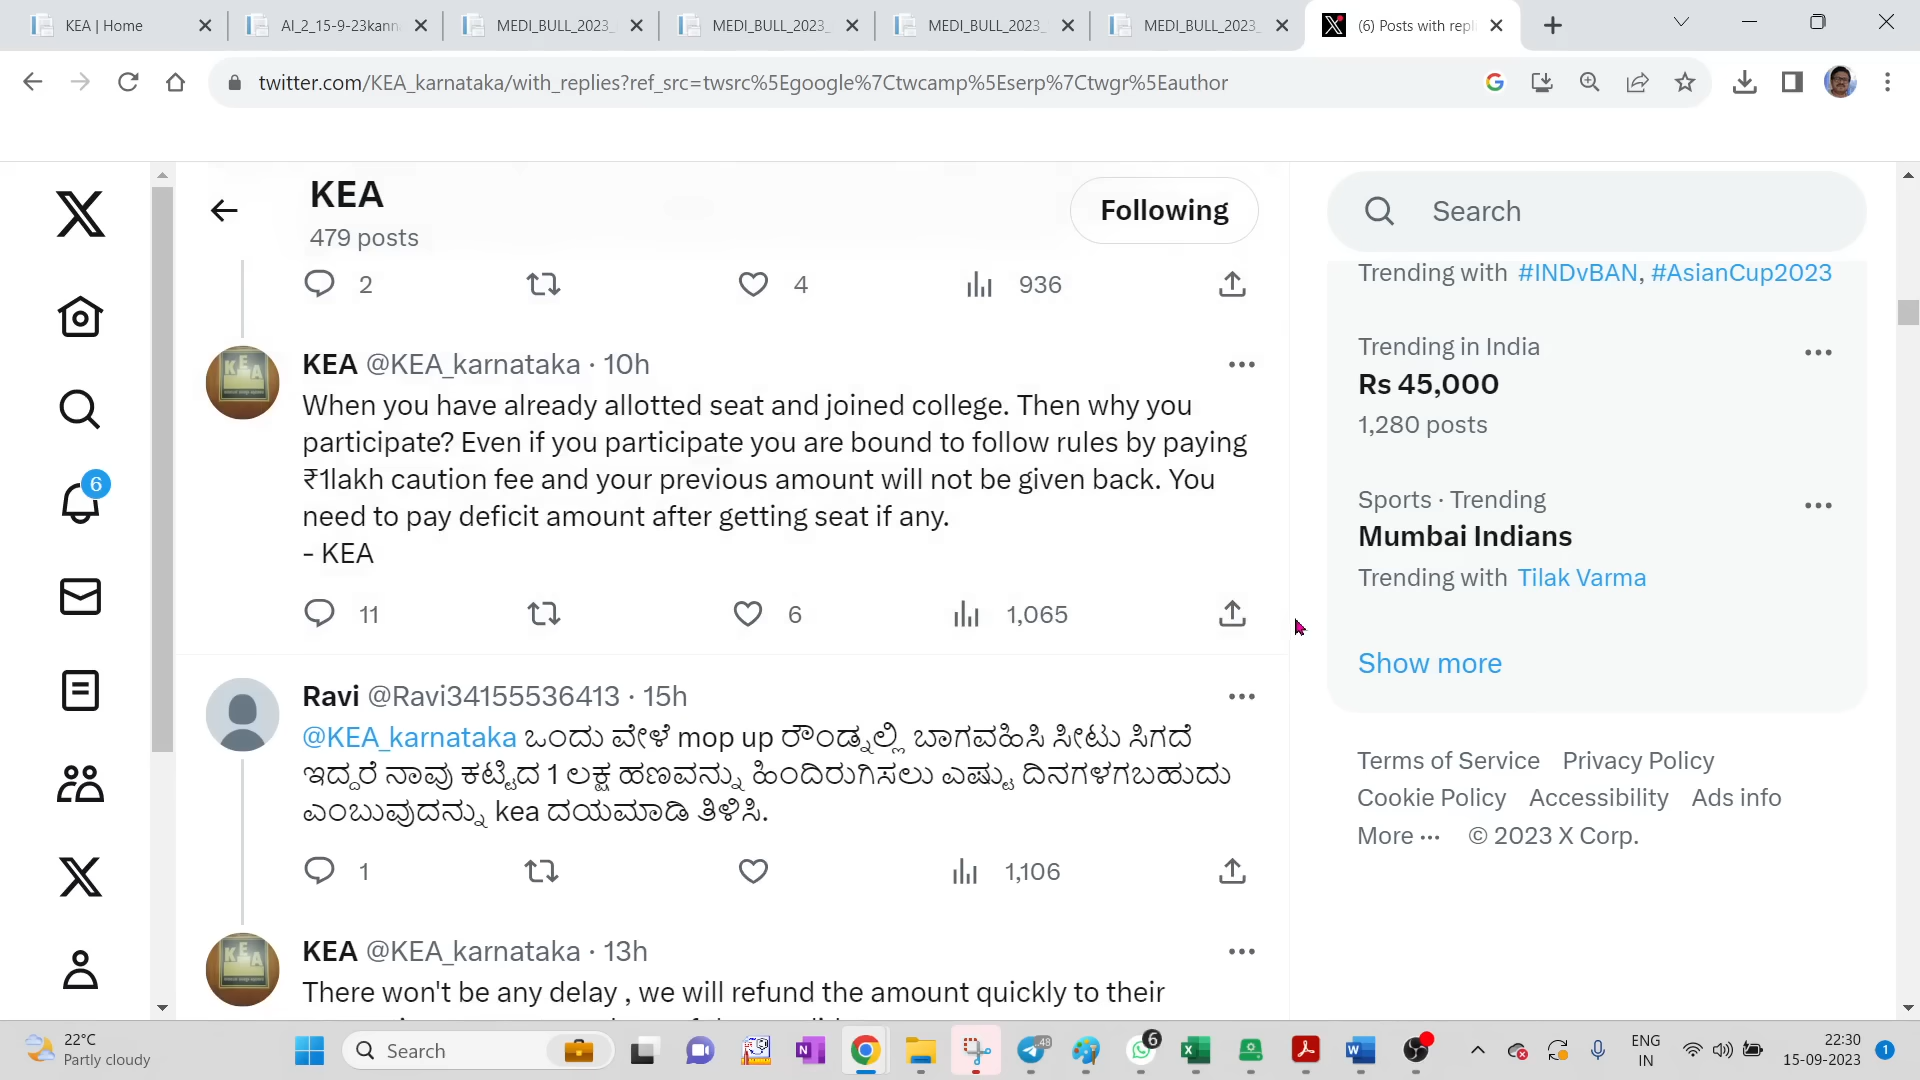 KEA | Home
AI_2_15-9-23kann
MEDI_BULL_2023_
MEDI_BULL_2023_
MEDI_BULL_2023_
MEDI_BULL_2023_
(6) Posts with repl
twitter.com/KEA_karnataka/with_replies?ref_src=twsrc%5Egoogle%7Ctwcamp%5Eserp%7Ctwgr%5Eauthor
KEA
479 posts
Following
Search
Trending with #INDvBAN, #AsianCup2023
2
4
936
Trending in India
Rs 45,000
1,280 posts
KEA @KEA_karnataka · 10h
When you have already allotted seat and joined college. Then why you
participate? Even if you participate you are bound to follow rules by paying
₹1lakh caution fee and your previous amount will not be given back. You
need to pay deficit amount after getting seat if any.
- KEA
Sports · Trending
Mumbai Indians
Trending with Tilak Varma
11
6
1,065
Show more
6
Ravi @Ravi34155536413 · 15h
@KEA_karnataka ಒಂದು ವೇಳೆ mop up ರೌಂಡ್ನಲ್ಲಿ ಬಾಗವಹಿಸಿ ಸೀಟು ಸಿಗದೆ
ಇದ್ದರೆ ನಾವು ಕಟ್ಟಿದ 1 ಲಕ್ಷ ಹಣವನ್ನು ಹಿಂದಿರುಗಿಸಲು ಎಷ್ಟು ದಿನಗಳಗಬಹುದು
ಎಂಬುವುದನ್ನು kea ದಯಮಾಡಿ ತಿಳಿಸಿ.
1
1,106
Terms of Service Privacy Policy
Cookie Policy Accessibility Ads info
More ··· © 2023 X Corp.
KEA @KEA_karnataka · 13h
There won't be any delay , we will refund the amount quickly to their
22°C
Partly cloudy
Search
48
6
ENG
IN
22:30
15-09-2023
1